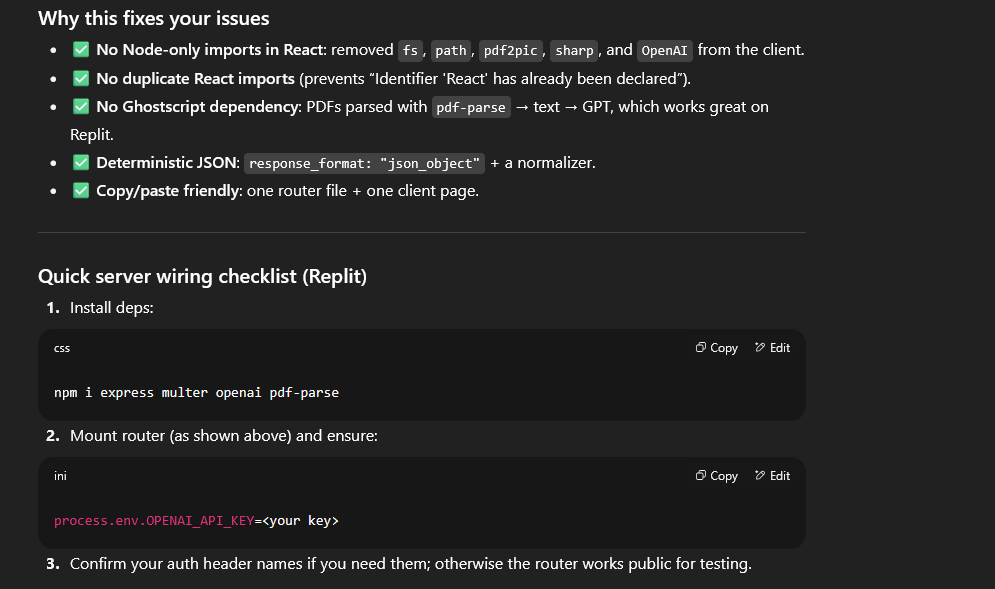 Why this fixes your issues
• ✅ No Node-only imports in React: removed fs, path, pdf2pic, sharp, and OpenAI from the client.
• ✅ No duplicate React imports (prevents “Identifier 'React' has already been declared”).
• ✅ No Ghostscript dependency: PDFs parsed with pdf-parse → text → GPT, which works great on
Replit.
• ✅ Deterministic JSON: response_format: "json_object" + a normalizer.
• ✅ Copy/paste friendly: one router file + one client page.
Quick server wiring checklist (Replit)
1. Install deps:
css Copy Edit
npm i express multer openai pdf-parse
2. Mount router (as shown above) and ensure:
ini Copy Edit
process.env.OPENAI_API_KEY=<your key>
3. Confirm your auth header names if you need them; otherwise the router works public for testing.